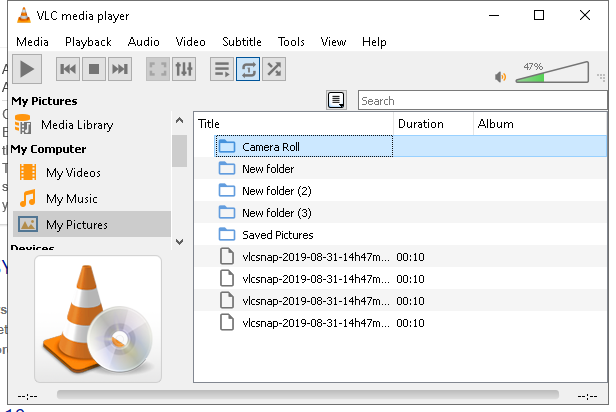 VLC media player
Media Playback Audio Video Subtitle Tools View Help
47%
My Pictures
Media Library
My Computer
My Videos
My Music
My Pictures
Devices
Search
Title Duration Album
Camera Roll
New folder
New folder (2)
New folder (3)
Saved Pictures
vlcsnap-2019-08-31-14h47m... 00:10
vlcsnap-2019-08-31-14h47m... 00:10
vlcsnap-2019-08-31-14h47m... 00:10
vlcsnap-2019-08-31-14h47m... 00:10
--:-- --:--